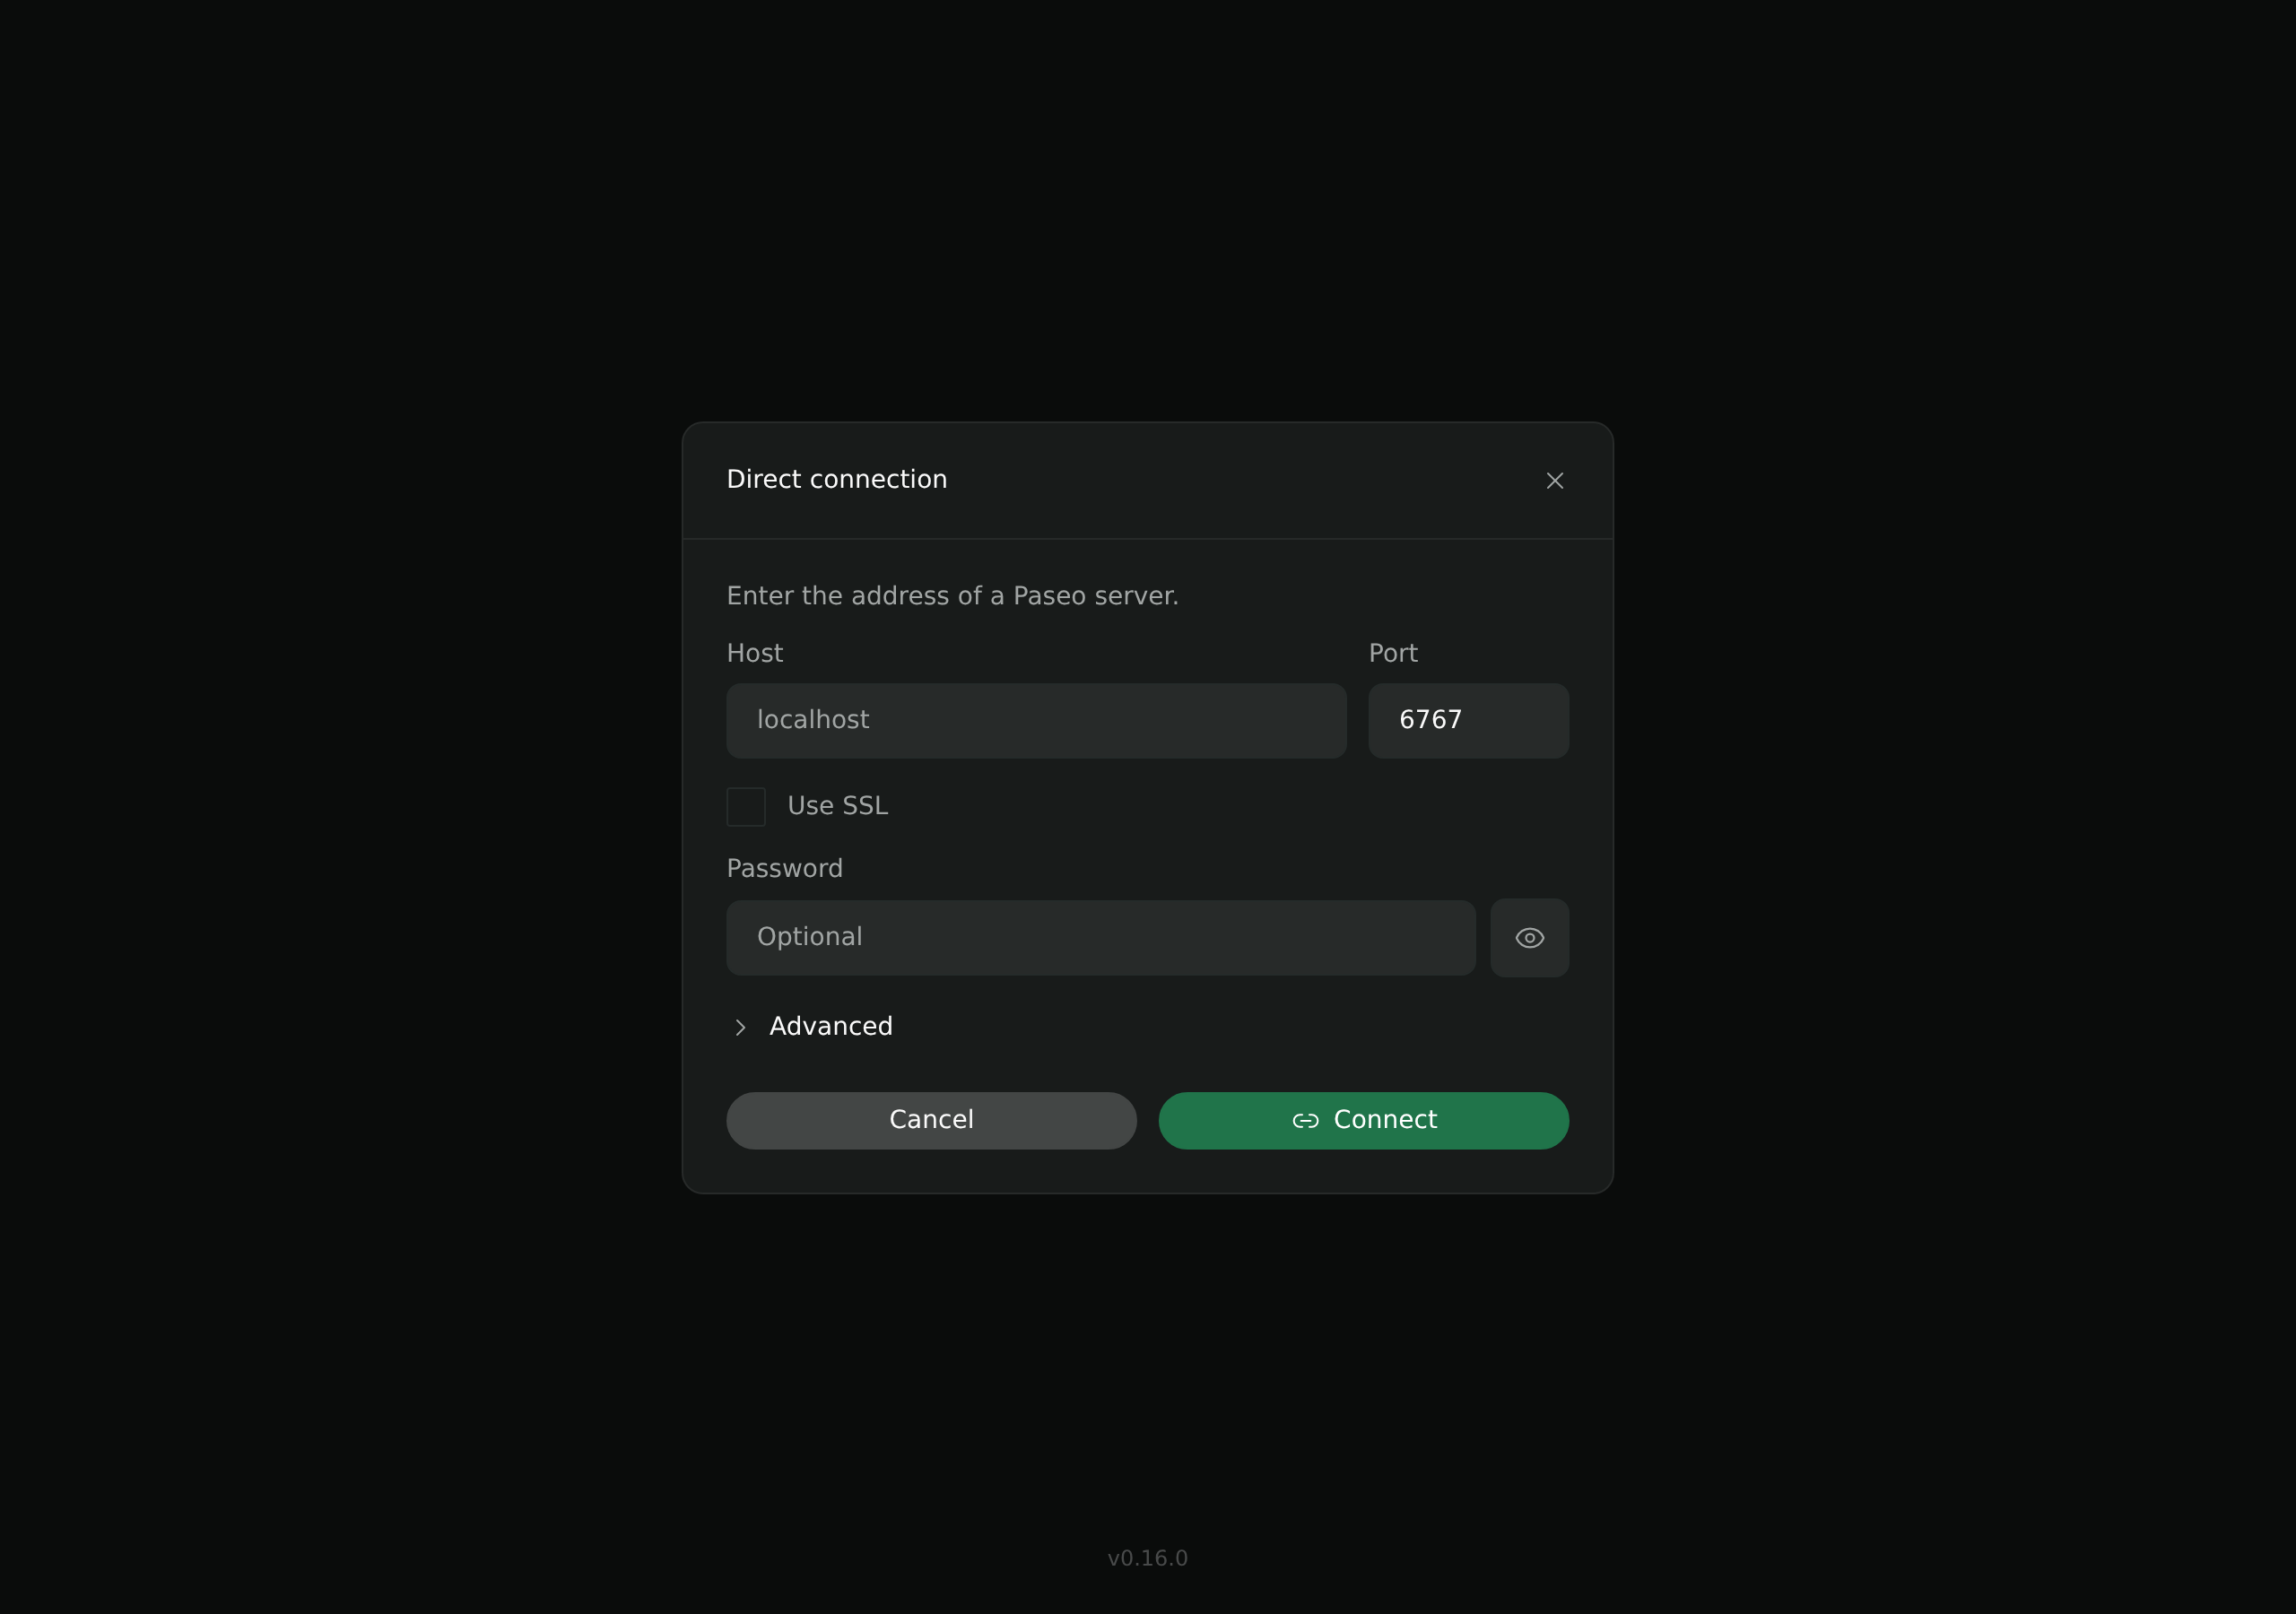 Direct connection
Enter the address of a Paseo server.
Host
Port
localhost
6767
Use SSL
Password
Optional
Advanced
Cancel
Connect
v0.16.0